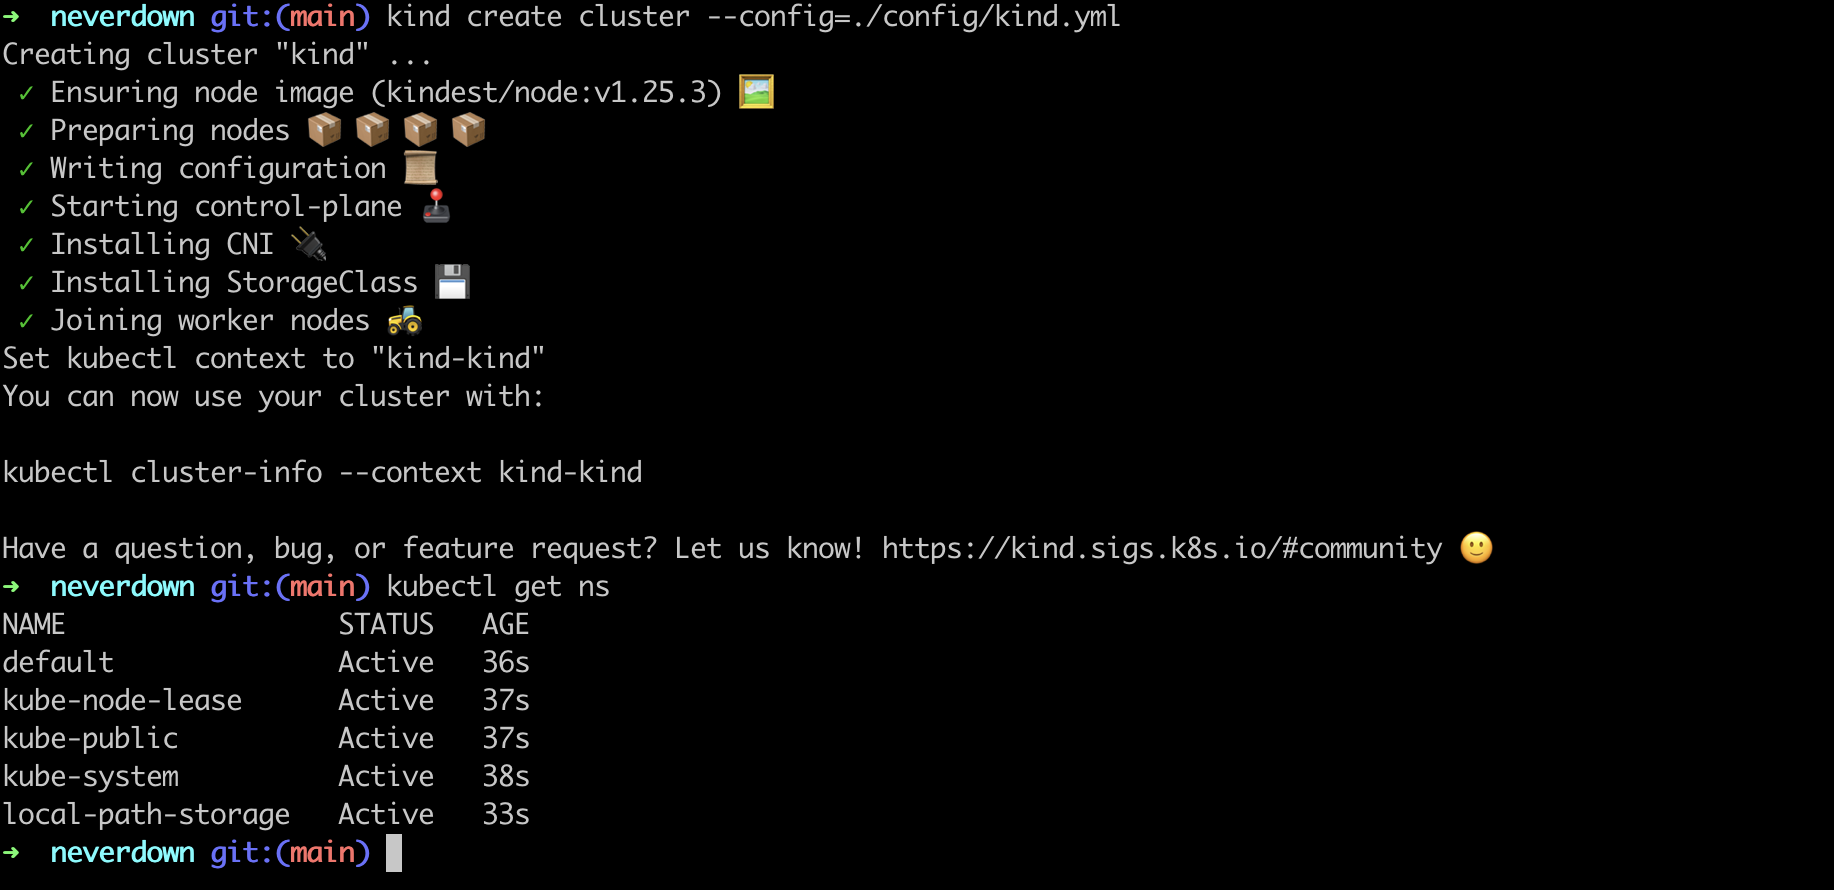 ➜  neverdown git:(main) kind create cluster --config=./config/kind.yml
Creating cluster "kind" ...
 ✓ Ensuring node image (kindest/node:v1.25.3) 🖼
 ✓ Preparing nodes 📦 📦 📦 📦
 ✓ Writing configuration 📜
 ✓ Starting control-plane 🕹️
 ✓ Installing CNI 🔌
 ✓ Installing StorageClass 💾
 ✓ Joining worker nodes 🚜
Set kubectl context to "kind-kind"
You can now use your cluster with:

kubectl cluster-info --context kind-kind

Have a question, bug, or feature request? Let us know! https://kind.sigs.k8s.io/#community 🙂
➜  neverdown git:(main) kubectl get ns
NAME                 STATUS   AGE
default              Active   36s
kube-node-lease      Active   37s
kube-public          Active   37s
kube-system          Active   38s
local-path-storage   Active   33s
➜  neverdown git:(main)